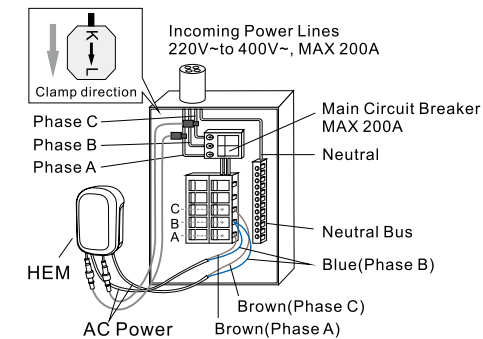 K
L
Clamp direction
Incoming Power Lines
220V~to 400V~, MAX 200A
Phase C
Phase B
Phase A
Main Circuit Breaker
MAX 200A
Neutral
C
B
A
Neutral Bus
HEM
Blue(Phase B)
Brown(Phase C)
AC Power
Brown(Phase A)